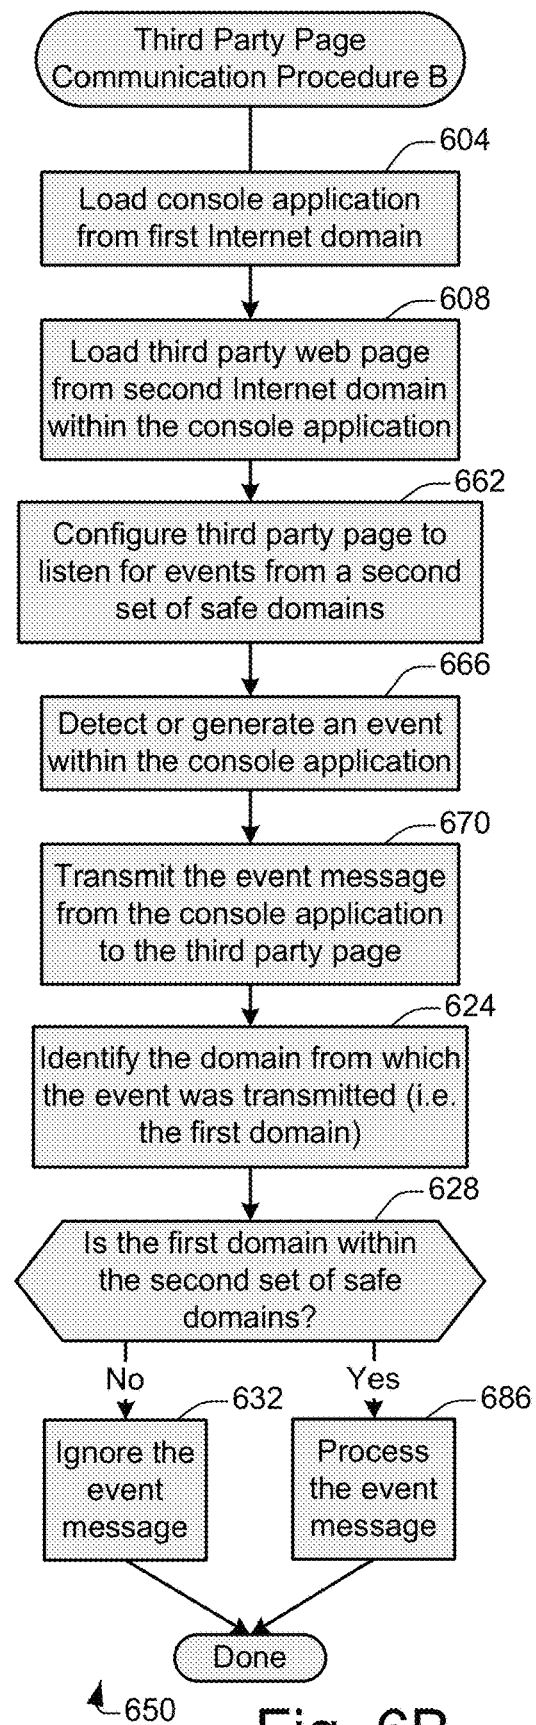 Third Party Page
Communication Procedure B
604
Load console application
from first Internet domain
608
Load third party web page
from second Internet domain
within the console application
662
Configure third party page to
listen for events from a second
set of safe domains
666
Detect or generate an event
within the console application
670
Transmit the event message
from the console application
to the third party page
624
Identify the domain from which
the event was transmitted (i.e.
the first domain)
628
Is the first domain within
the second set of safe
domains?
No
Yes
632
686
Ignore the
event
message
Process
the event
message
Done
650
Fig. 6B